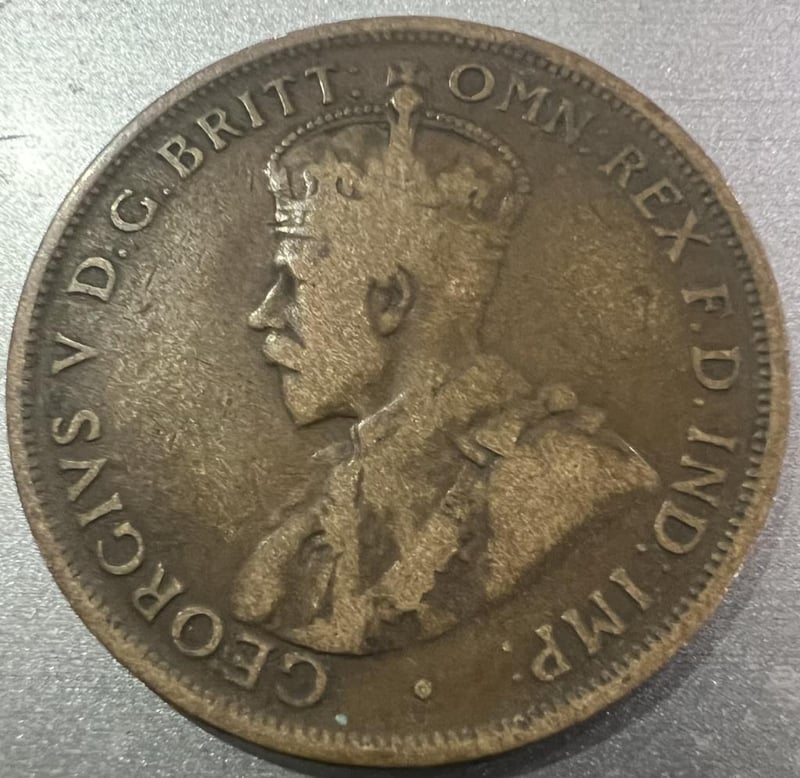 GEORGIVS V D.G.BRITT: OMN: REX F.D.IND:IMP: